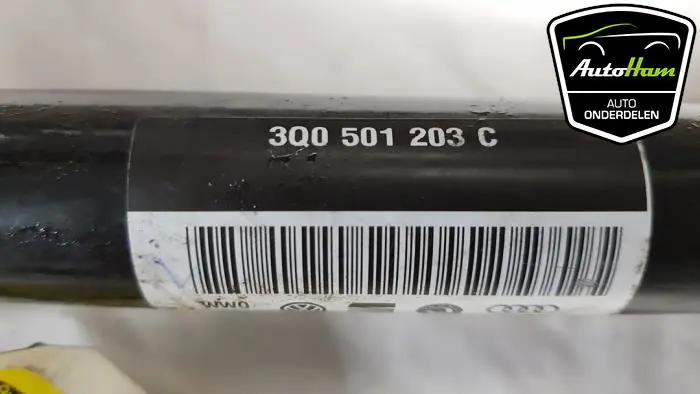 AutoHam
AUTO
ONDERDELEN
3Q0 501 203 C